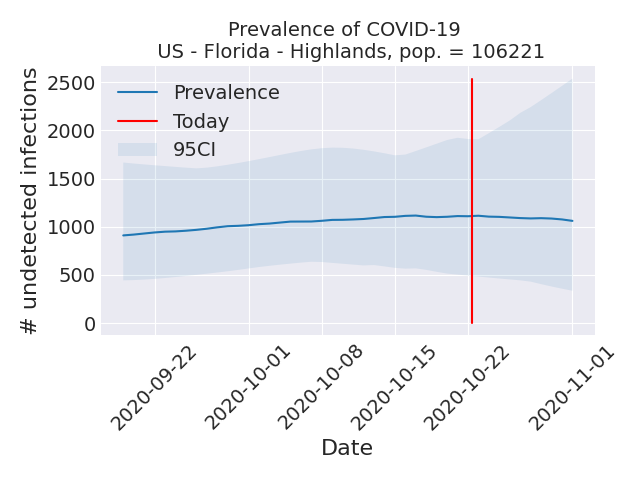 Prevalence of COVID-19
US - Florida - Highlands, pop. = 106221
# undetected infections
2500
2000
1500
1000
500
0
Prevalence
Today
95CI
2020-09-22
2020-10-01
2020-10-08
2020-10-15
2020-10-22
2020-11-01
Date